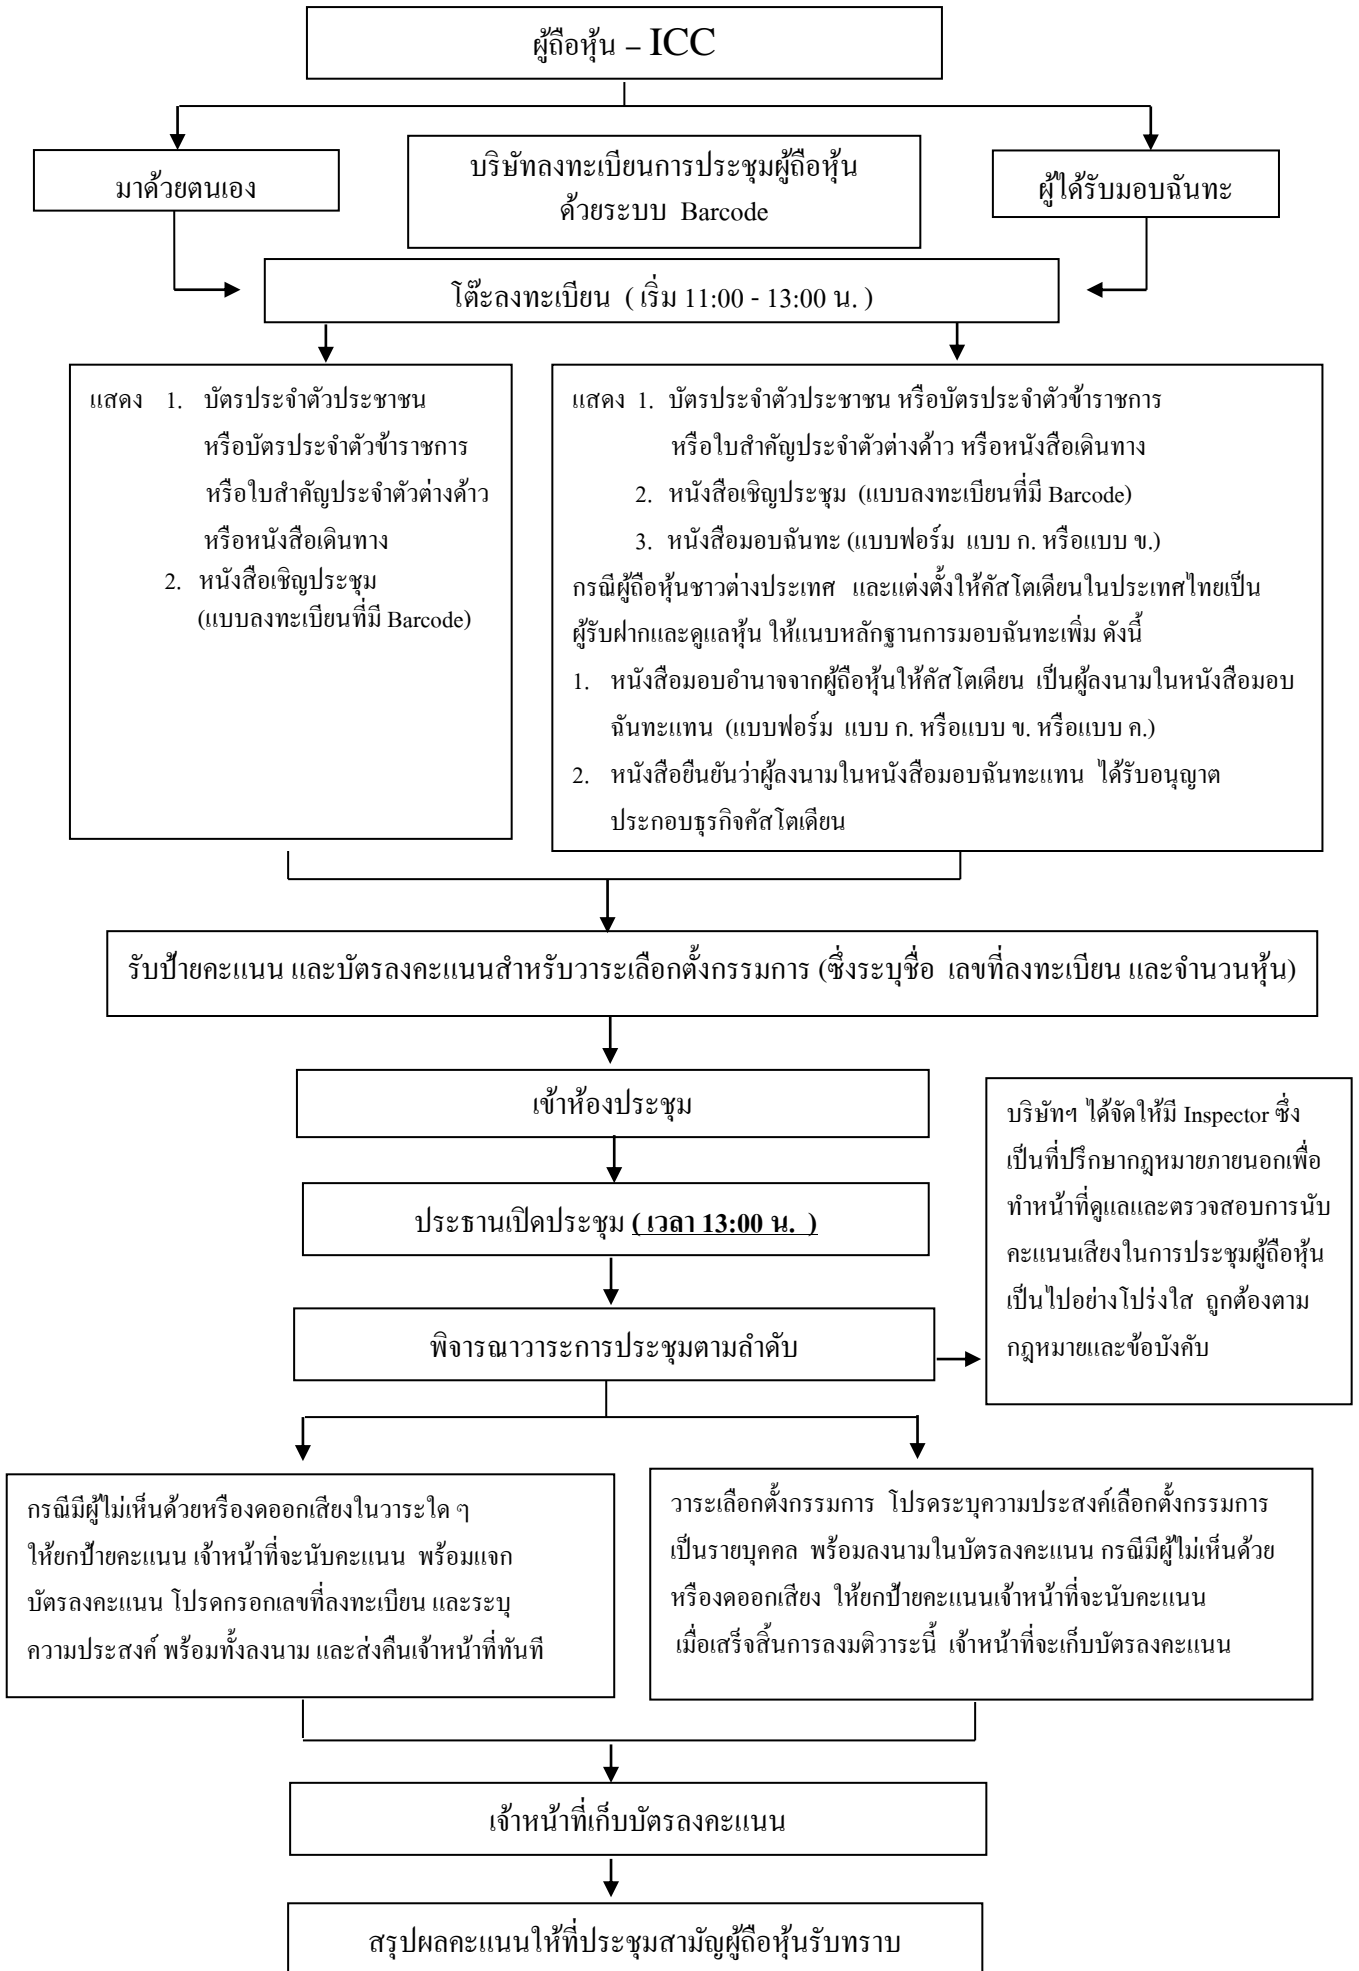 ผู้ถือหุ้น – ICC
มาด้วยตนเอง
บริษัทลงทะเบียนการประชุมผู้ถือหุ้น
ด้วยระบบ Barcode
ผู้ได้รับมอบฉันทะ
โต๊ะลงทะเบียน ( เริ่ม 11:00 - 13:00 น. )
แสดง 1. บัตรประจำตัวประชาชน
หรือบัตรประจำตัวข้าราชการ
หรือใบสำคัญประจำตัวต่างด้าว
หรือหนังสือเดินทาง
2. หนังสือเชิญประชุม
(แบบลงทะเบียนที่มี Barcode)
แสดง 1. บัตรประจำตัวประชาชน หรือบัตรประจำตัวข้าราชการ
หรือใบสำคัญประจำตัวต่างด้าว หรือหนังสือเดินทาง
2. หนังสือเชิญประชุม (แบบลงทะเบียนที่มี Barcode)
3. หนังสือมอบฉันทะ (แบบฟอร์ม แบบ ก. หรือแบบ ข.)
กรณีผู้ถือหุ้นชาวต่างประเทศ และแต่งตั้งให้คัสโตเดียนในประเทศไทยเป็น
ผู้รับฝากและดูแลหุ้น ให้แนบหลักฐานการมอบฉันทะเพิ่ม ดังนี้
1. หนังสือมอบอำนาจจากผู้ถือหุ้นให้คัสโตเดียน เป็นผู้ลงนามในหนังสือมอบ
ฉันทะแทน (แบบฟอร์ม แบบ ก. หรือแบบ ข. หรือแบบ ค.)
2. หนังสือยืนยันว่าผู้ลงนามในหนังสือมอบฉันทะแทน ได้รับอนุญาต
ประกอบธุรกิจคัสโตเดียน
รับป้ายคะแนน และบัตรลงคะแนนสำหรับวาระเลือกตั้งกรรมการ (ซึ่งระบุชื่อ เลขที่ลงทะเบียน และจำนวนหุ้น)
เข้าห้องประชุม
ประธานเปิดประชุม ( เวลา 13:00 น. )
พิจารณาวาระการประชุมตามลำดับ
บริษัทฯ ได้จัดให้มี Inspector ซึ่ง
เป็นที่ปรึกษากฎหมายภายนอกเพื่อ
ทำหน้าที่ดูแลและตรวจสอบการนับ
คะแนนเสียงในการประชุมผู้ถือหุ้น
เป็นไปอย่างโปร่งใส ถูกต้องตาม
กฎหมายและข้อบังคับ
กรณีมีผู้ไม่เห็นด้วยหรืองดออกเสียงในวาระใด ๆ
ให้ยกป้ายคะแนน เจ้าหน้าที่จะนับคะแนน พร้อมแจก
บัตรลงคะแนน โปรดกรอกเลขที่ลงทะเบียน และระบุ
ความประสงค์ พร้อมทั้งลงนาม และส่งคืนเจ้าหน้าที่ทันที
วาระเลือกตั้งกรรมการ โปรดระบุความประสงค์เลือกตั้งกรรมการ
เป็นรายบุคคล พร้อมลงนามในบัตรลงคะแนน กรณีมีผู้ไม่เห็นด้วย
หรืองดออกเสียง ให้ยกป้ายคะแนนเจ้าหน้าที่จะนับคะแนน
เมื่อเสร็จสิ้นการลงมติวาระนี้ เจ้าหน้าที่จะเก็บบัตรลงคะแนน
เจ้าหน้าที่เก็บบัตรลงคะแนน
สรุปผลคะแนนให้ที่ประชุมสามัญผู้ถือหุ้นรับทราบ